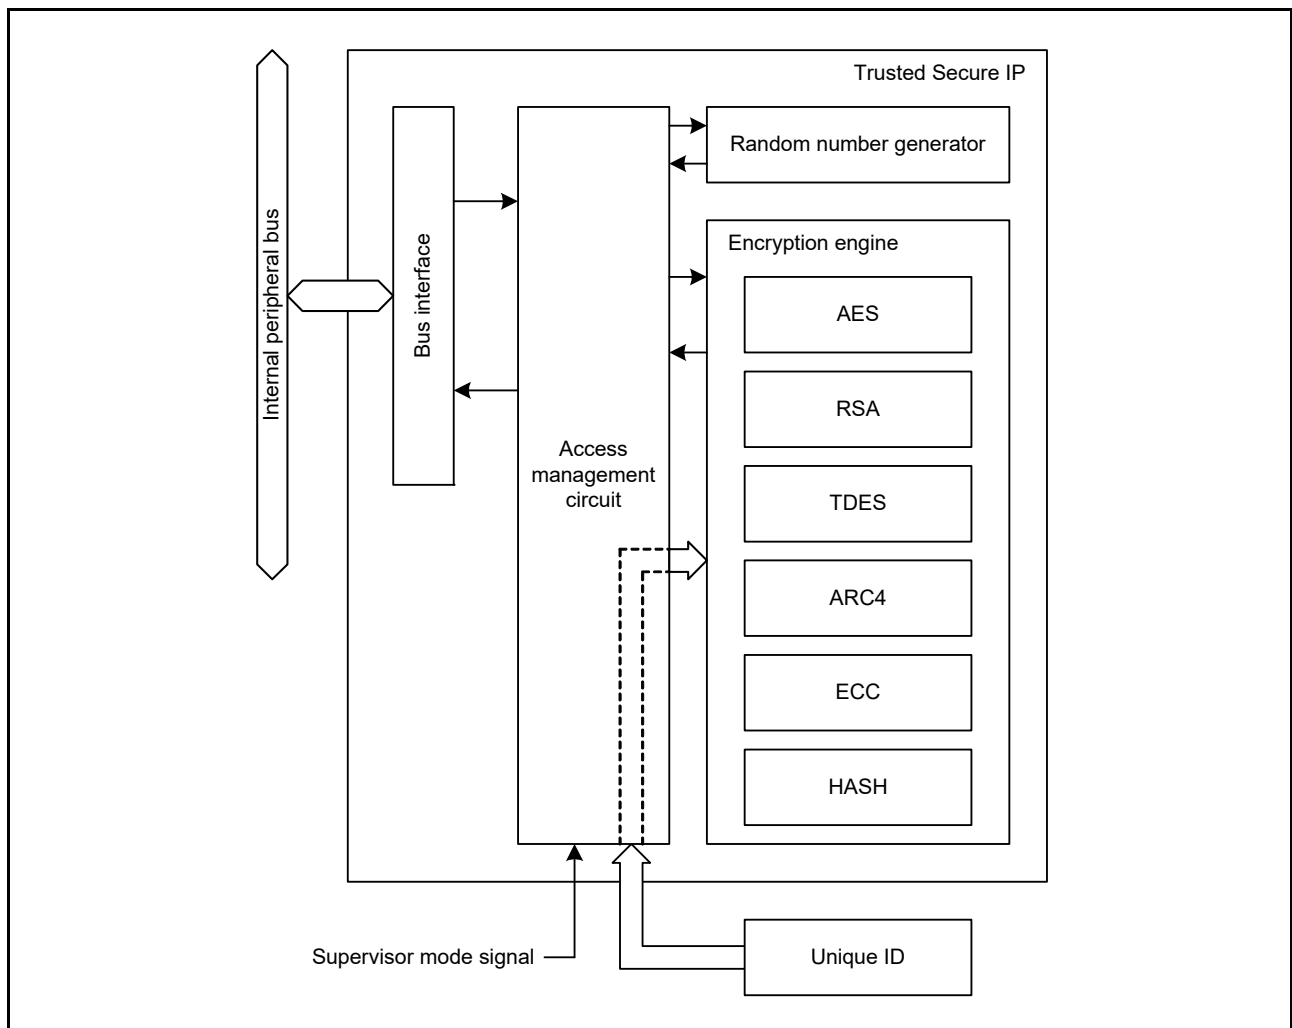 Trusted Secure IP
Internal peripheral bus
Bus interface
Access
management
circuit
Random number generator
Encryption engine
AES
RSA
TDES
ARC4
ECC
HASH
Supervisor mode signal
Unique ID